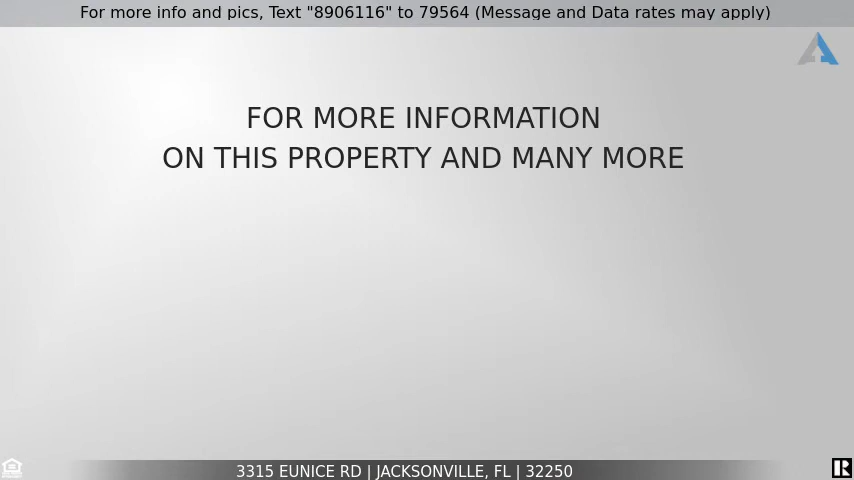 For more info and pics, Text "8906116" to 79564 (Message and Data rates may apply)
FOR MORE INFORMATION
ON THIS PROPERTY AND MANY MORE
3315 EUNICE RD | JACKSONVILLE, FL | 32250